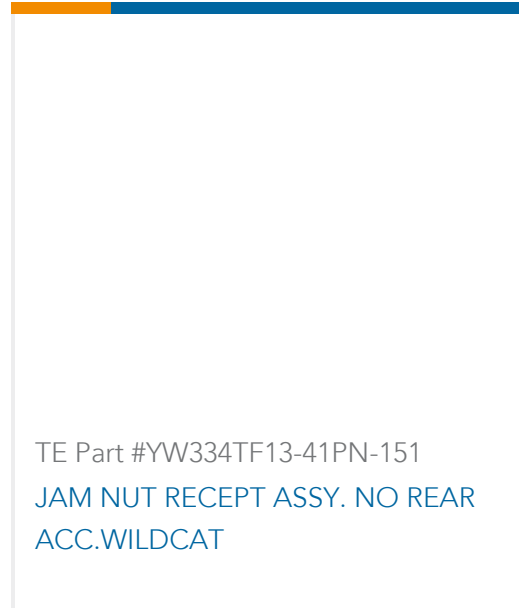 TE Part #YW334TF13-41PN-151
JAM NUT RECEPT ASSY. NO REAR
ACC.WILDCAT